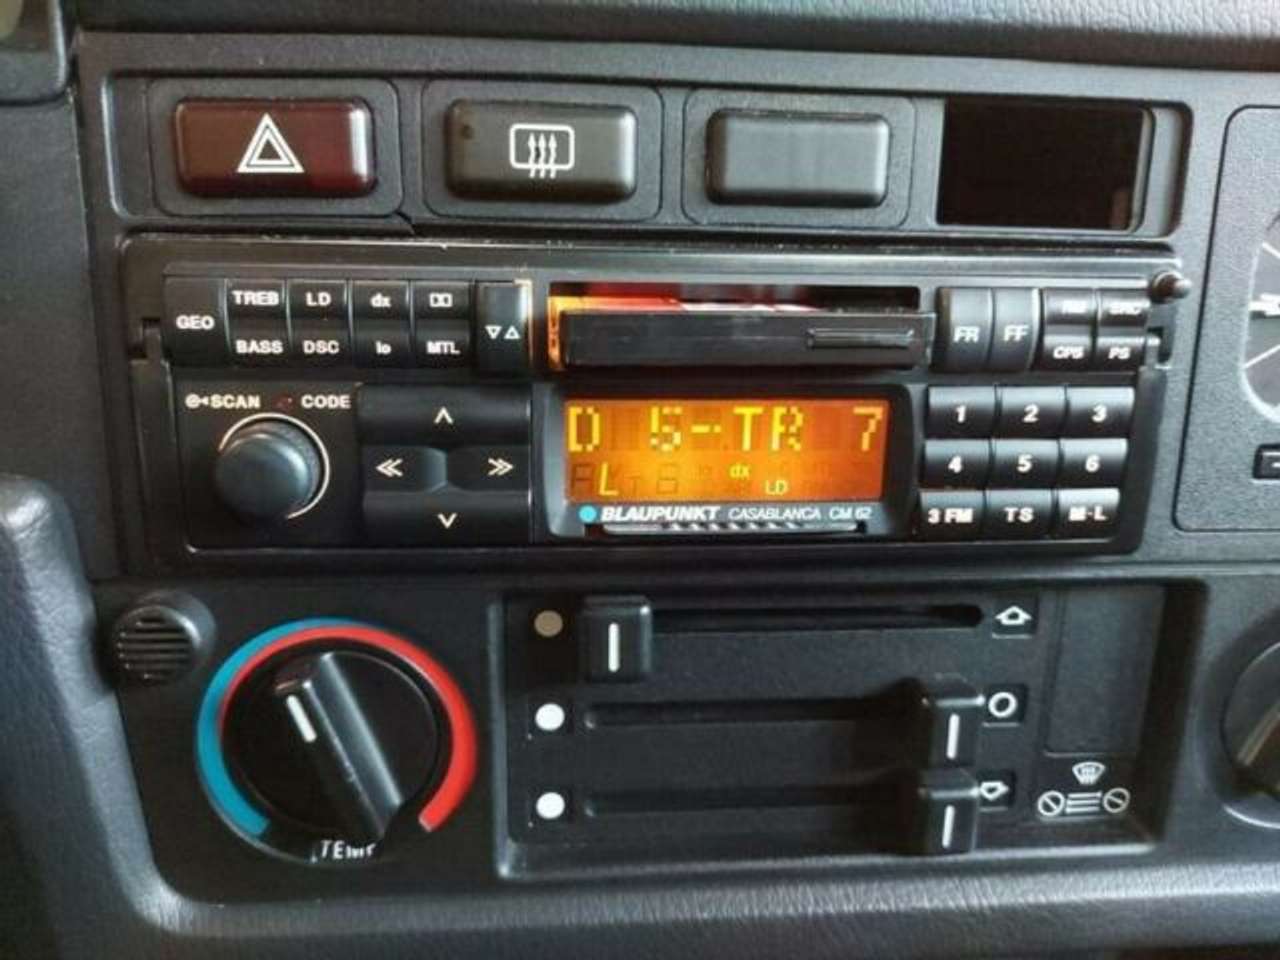 TREB LD dx
GEO
BASS DSC lo MTL
FR FF
CPS PS
SCAN CODE
1 2 3
4 5 6
3 FM TS M-L
D 5-TR 7
L dx LD
BLAUPUNKT CASABLANCA CM 62
TEMP